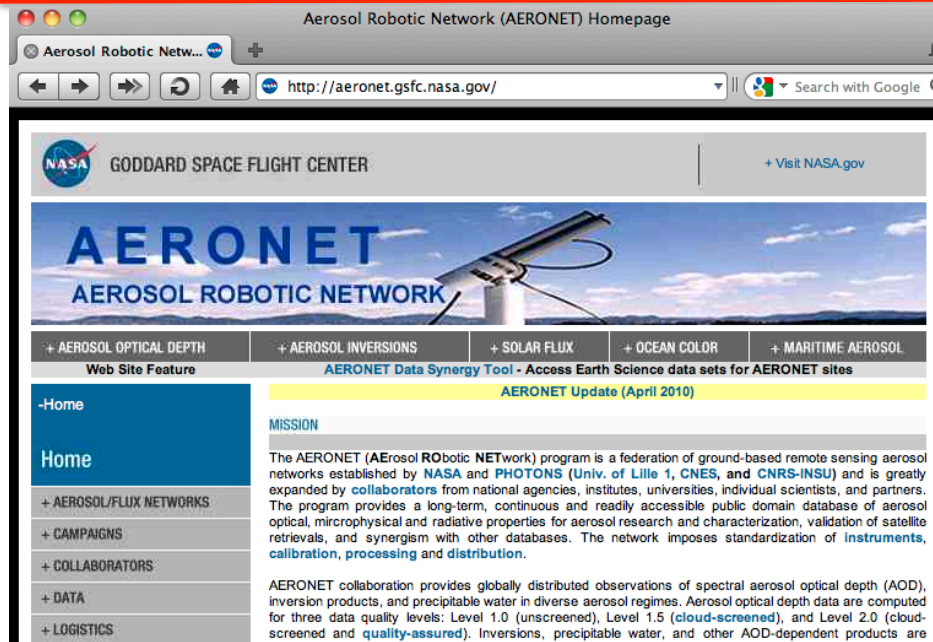 Aerosol Robotic Network (AERONET) Homepage
Aerosol Robotic Netw...
http://aeronet.gsfc.nasa.gov/
Search with Google
NASA
GODDARD SPACE FLIGHT CENTER
+ Visit NASA.gov
AERONET
AEROSOL ROBOTIC NETWORK
+ AEROSOL OPTICAL DEPTH + AEROSOL INVERSIONS + SOLAR FLUX + OCEAN COLOR + MARITIME AEROSOL
Web Site Feature AERONET Data Synergy Tool - Access Earth Science data sets for AERONET sites
AERONET Update (April 2010)
-Home
Home
+ AEROSOL/FLUX NETWORKS
+ CAMPAIGNS
+ COLLABORATORS
+ DATA
+ LOGISTICS
MISSION
The AERONET (AErosol RObotic NETwork) program is a federation of ground-based remote sensing aerosol
networks established by NASA and PHOTONS (Univ. of Lille 1, CNES, and CNRS-INSU) and is greatly
expanded by collaborators from national agencies, institutes, universities, individual scientists, and partners.
The program provides a long-term, continuous and readily accessible public domain database of aerosol
optical, mircrophysical and radiative properties for aerosol research and characterization, validation of satellite
retrievals, and synergism with other databases. The network imposes standardization of instruments,
calibration, processing and distribution.
AERONET collaboration provides globally distributed observations of spectral aerosol optical depth (AOD),
inversion products, and precipitable water in diverse aerosol regimes. Aerosol optical depth data are computed
for three data quality levels: Level 1.0 (unscreened), Level 1.5 (cloud-screened), and Level 2.0 (cloud-
screened and quality-assured). Inversions, precipitable water, and other AOD-dependent products are